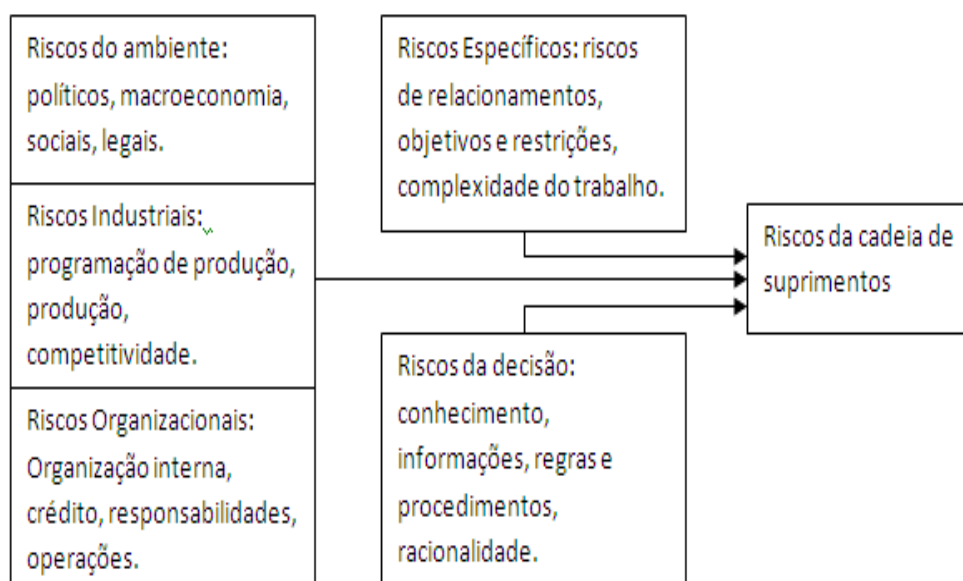 Riscos do ambiente:
políticos, macroeconomia,
sociais, legais.
Riscos Industriais:
programação de produção,
produção,
competitividade.
Riscos Organizacionais:
Organização interna,
crédito, responsabilidades,
operações.
Riscos Específicos: riscos
de relacionamentos,
objetivos e restrições,
complexidade do trabalho.
Riscos da decisão:
conhecimento,
informações, regras e
procedimentos,
racionalidade.
Riscos da cadeia de
suprimentos